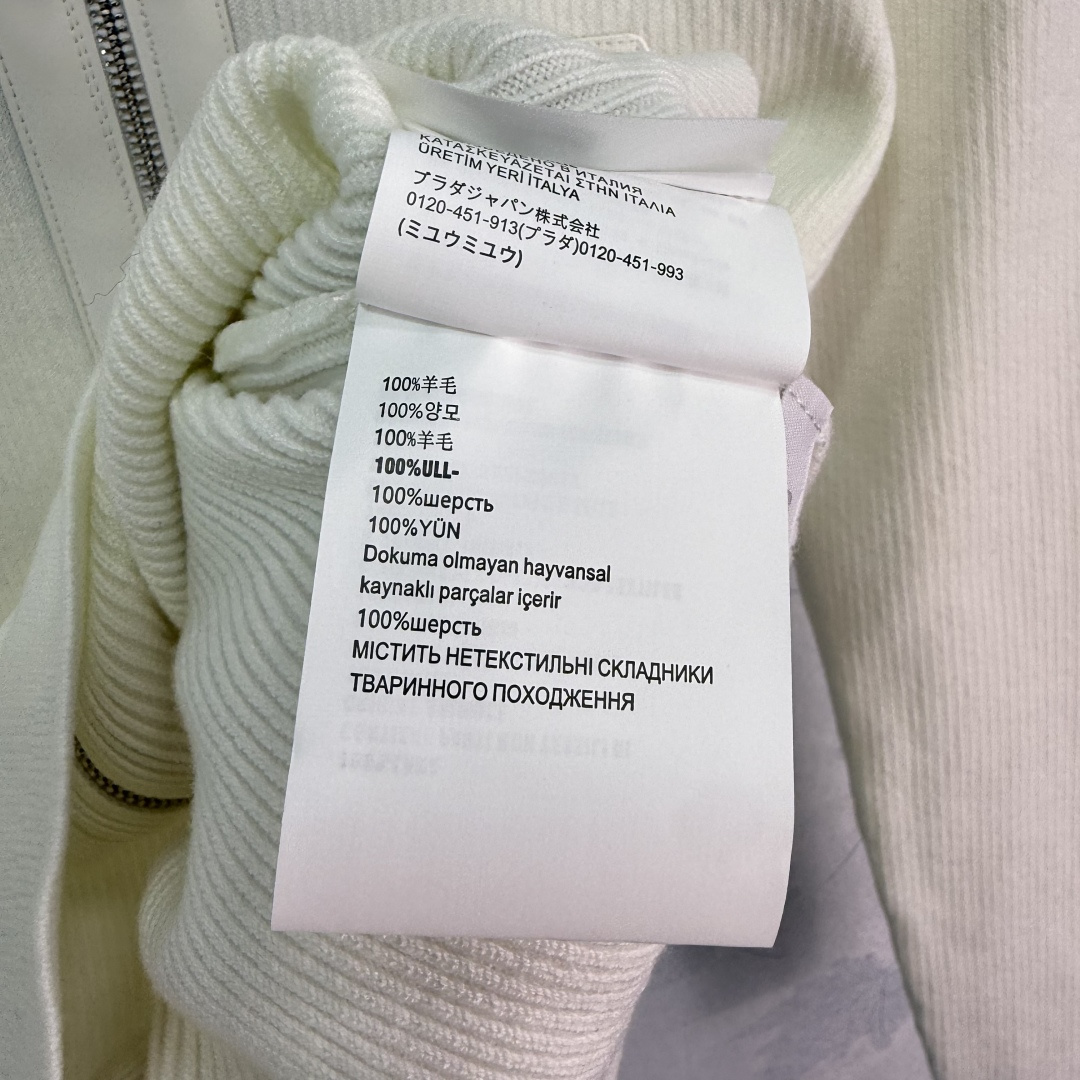 В ИТАЛИЯ
ΚΑΤΑΣΚΕΥΑΖΕΤΑΙ ΣΤΗΝ ΙΤΑΛΙΑ
ÜRETİM YERİ İTALYA
プラダジャパン株式会社
0120-451-913(プラダ)0120-451-993
(ミュウミュウ)
100%羊毛
100%양모
100%羊毛
100%ULL-
100%шерсть
100%YÜN
Dokuma olmayan hayvansal
kaynaklı parçalar içerir
100%шерсть
МІСТИТЬ НЕТЕКСТИЛЬНІ СКЛАДНИКИ
ТВАРИННОГО ПОХОДЖЕННЯ